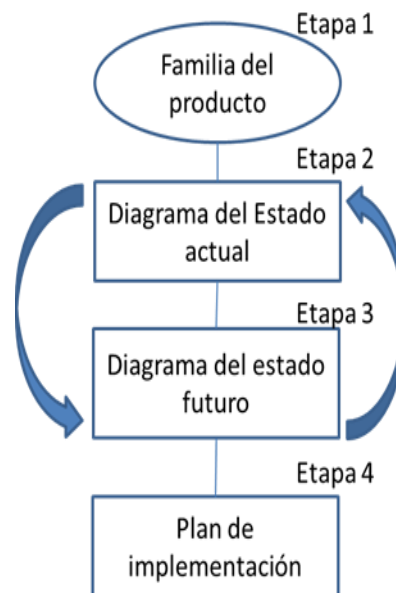 Etapa 1
Familia del
producto
Etapa 2
Diagrama del Estado
actual
Etapa 3
Diagrama del estado
futuro
Etapa 4
Plan de
implementación